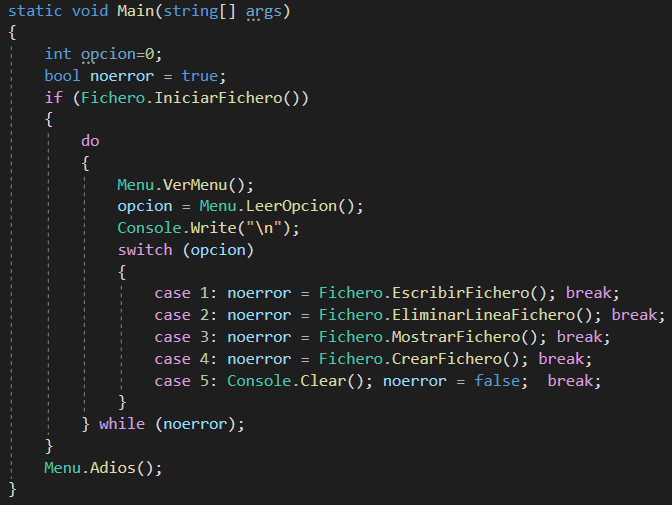 static void Main(string[] args)
{
    int opcion=0;
    bool noerror = true;
    if (Fichero.IniciarFichero())
    {
        do
        {
            Menu.VerMenu();
            opcion = Menu.LeerOpcion();
            Console.Write("\n");
            switch (opcion)
            {
                case 1: noerror = Fichero.EscribirFichero(); break;
                case 2: noerror = Fichero.EliminarLineaFichero(); break;
                case 3: noerror = Fichero.MostrarFichero(); break;
                case 4: noerror = Fichero.CrearFichero(); break;
                case 5: Console.Clear(); noerror = false;  break;
            }
        } while (noerror);
    }
    Menu.Adios();
}